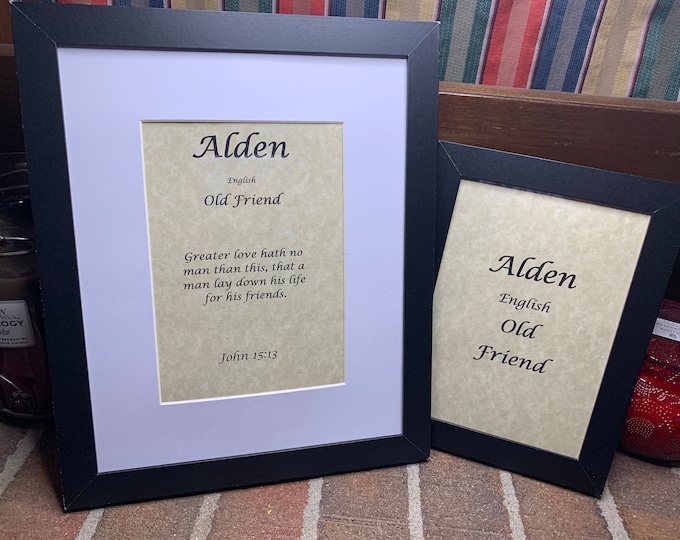 Alden
English
Old Friend
Greater love hath no
man than this, that a
man lay down his life
for his friends.
John 15:13
Alden
English
Old
Friend